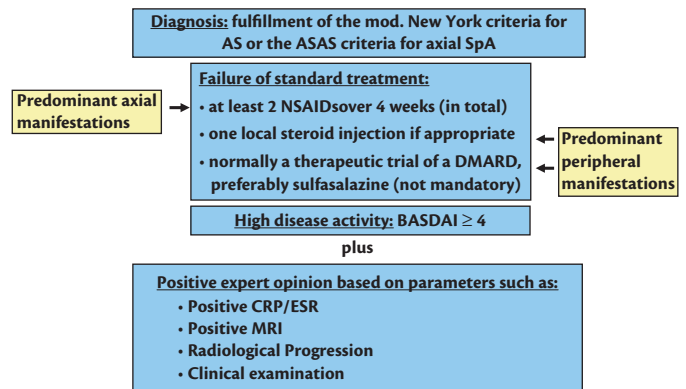 Diagnosis: fulfillment of the mod. New York criteria for
AS or the ASAS criteria for axial SpA
Failure of standard treatment:
• at least 2 NSAIDsover 4 weeks (in total)
• one local steroid injection if appropriate
• normally a therapeutic trial of a DMARD,
preferably sulfasalazine (not mandatory)
Predominant axial
manifestations
Predominant
peripheral
manifestations
High disease activity: BASDAI ≥ 4
plus
Positive expert opinion based on parameters such as:
• Positive CRP/ESR
• Positive MRI
• Radiological Progression
• Clinical examination